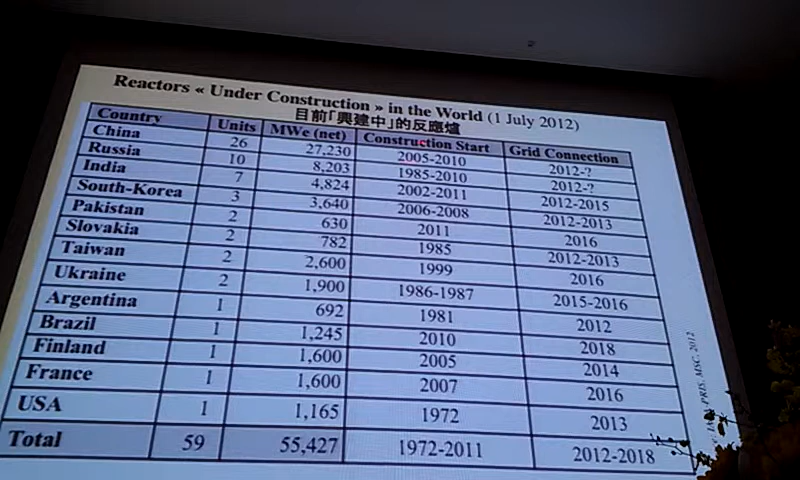 Reactors « Under Construction » in the World (1 July 2012)
目前「興建中」的反應爐
Country Units MWe (net) Construction Start Grid Connection
China 26 27,230 2005-2010 2012-?
Russia 10 8,203 1985-2010 2012-?
India 7 4,824 2002-2011 2012-2015
South-Korea 3 3,640 2006-2008 2012-2013
Pakistan 2 630 2011 2016
Slovakia 2 782 1985 2012-2013
Taiwan 2 2,600 1999 2016
Ukraine 2 1,900 1986-1987 2015-2016
Argentina 1 692 1981 2012
Brazil 1 1,245 2010 2018
Finland 1 1,600 2005 2014
France 1 1,600 2007 2016
USA 1 1,165 1972 2013
Total 59 55,427 1972-2011 2012-2018
PRIS, MSC, 2012